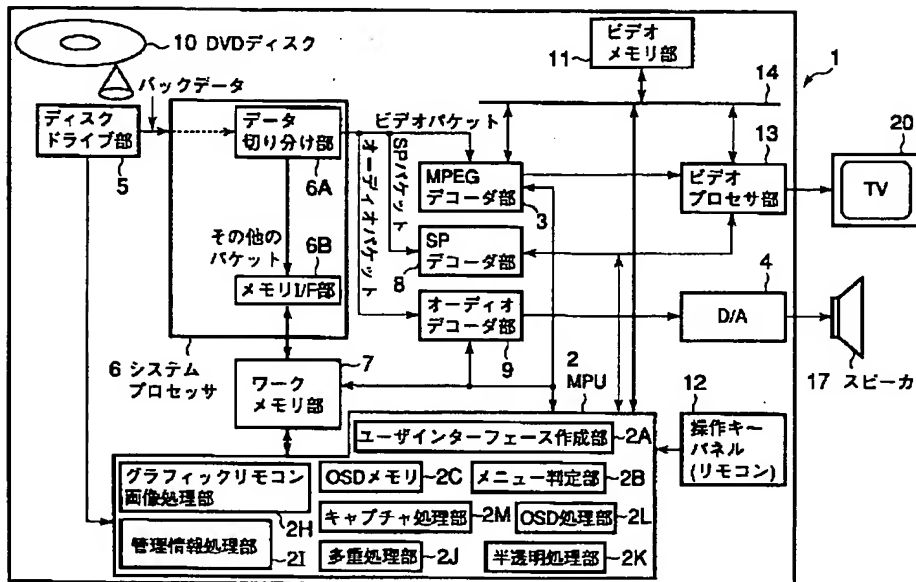 10 DVDディスク
パックデータ
ディスク
ドライブ部
5
データ
切り分け部
6A
その他の
パケット
6B
メモリI/F部
6 システム
プロセッサ
ビデオパケット
SPパケット
オーディオパケット
ビデオ
メモリ部
11
14
1
MPEG
デコーダ部
3
SP
デコーダ部
8
オーディオ
デコーダ部
9
13
ビデオ
プロセサ部
20
TV
4
D/A
17 スピーカ
7
ワーク
メモリ部
2
MPU
12
操作キー
パネル
(リモコン)
ユーザインターフェース作成部
2A
グラフィックリモコン
画像処理部
2H
OSDメモリ
2C
メニュー判定部
2B
キャプチャ処理部
2M
OSD処理部
2L
管理情報処理部
2I
多重処理部
2J
半透明処理部
2K